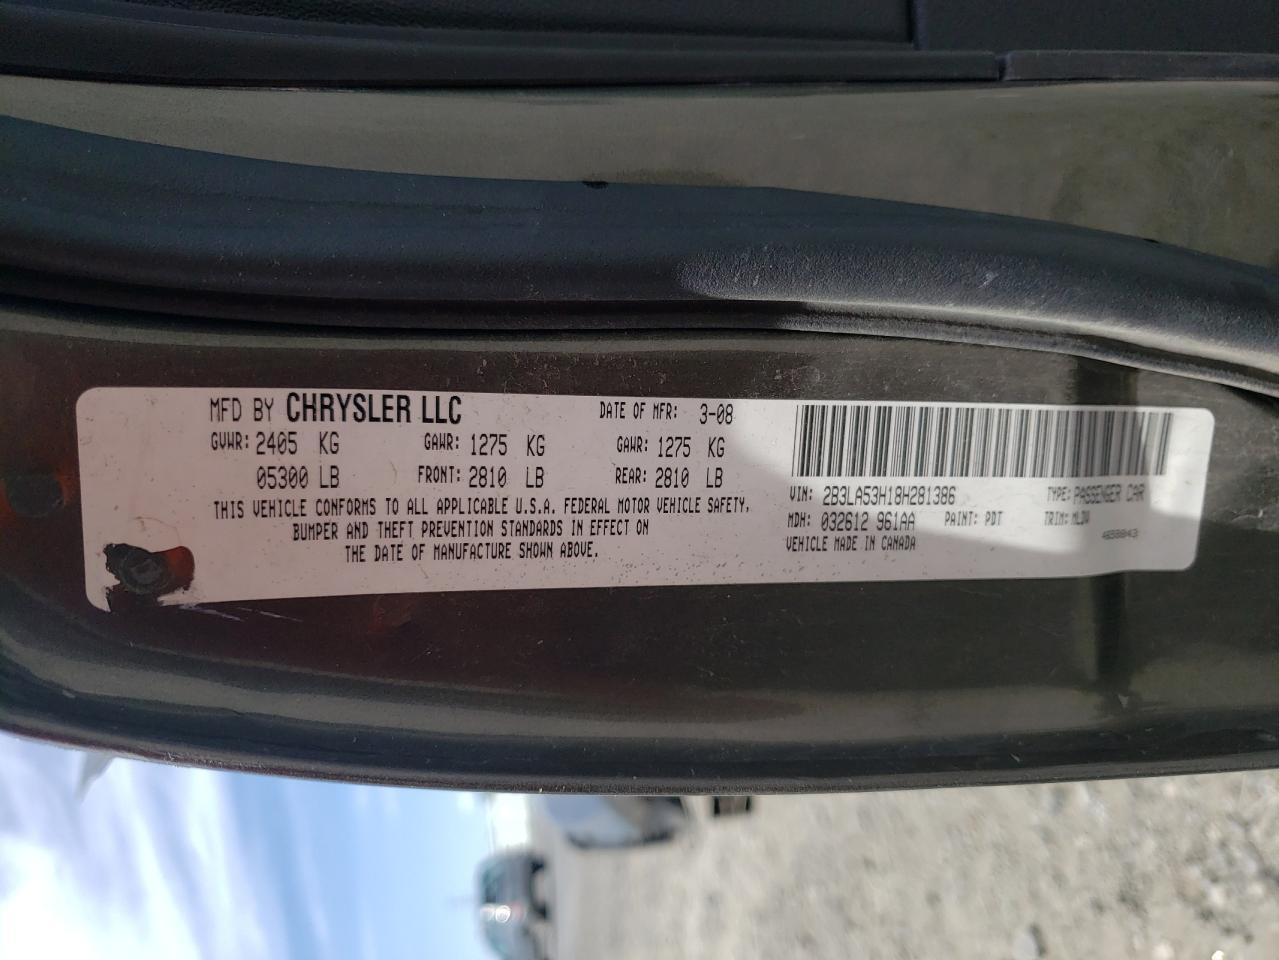 MFD BY CHRYSLER LLC DATE OF MFR: 3-08
GVWR: 2405 KG GAWR: 1275 KG GAWR: 1275 KG
05300 LB FRONT: 2810 LB REAR: 2810 LB
THIS VEHICLE CONFORMS TO ALL APPLICABLE U.S.A. FEDERAL MOTOR VEHICLE SAFETY,
BUMPER AND THEFT PREVENTION STANDARDS IN EFFECT ON
THE DATE OF MANUFACTURE SHOWN ABOVE.
VIN: 2B3LA53H18H281386 TYPE: PASSENGER CAR
MDH: 032612 961AA PAINT: PDT TRIM:
VEHICLE MADE IN CANADA